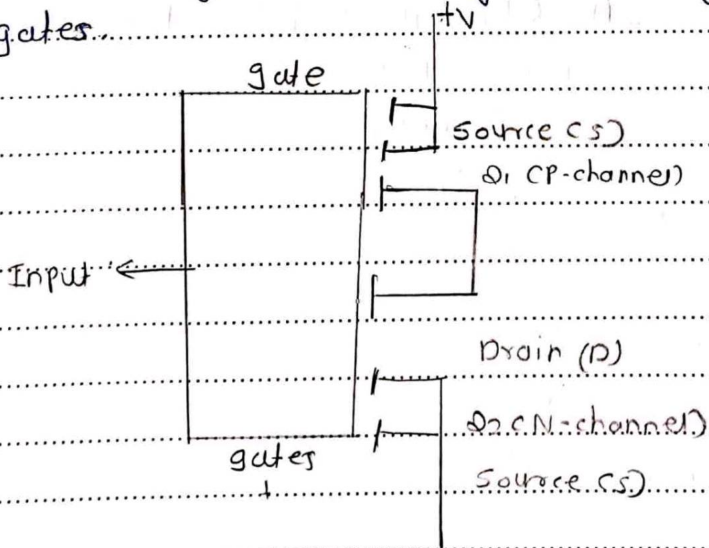 gates.
+V
gate
Source (S)
Q1 (P-channel)
Input
Drain (D)
Q2 (N-channel)
gates
Source (S)